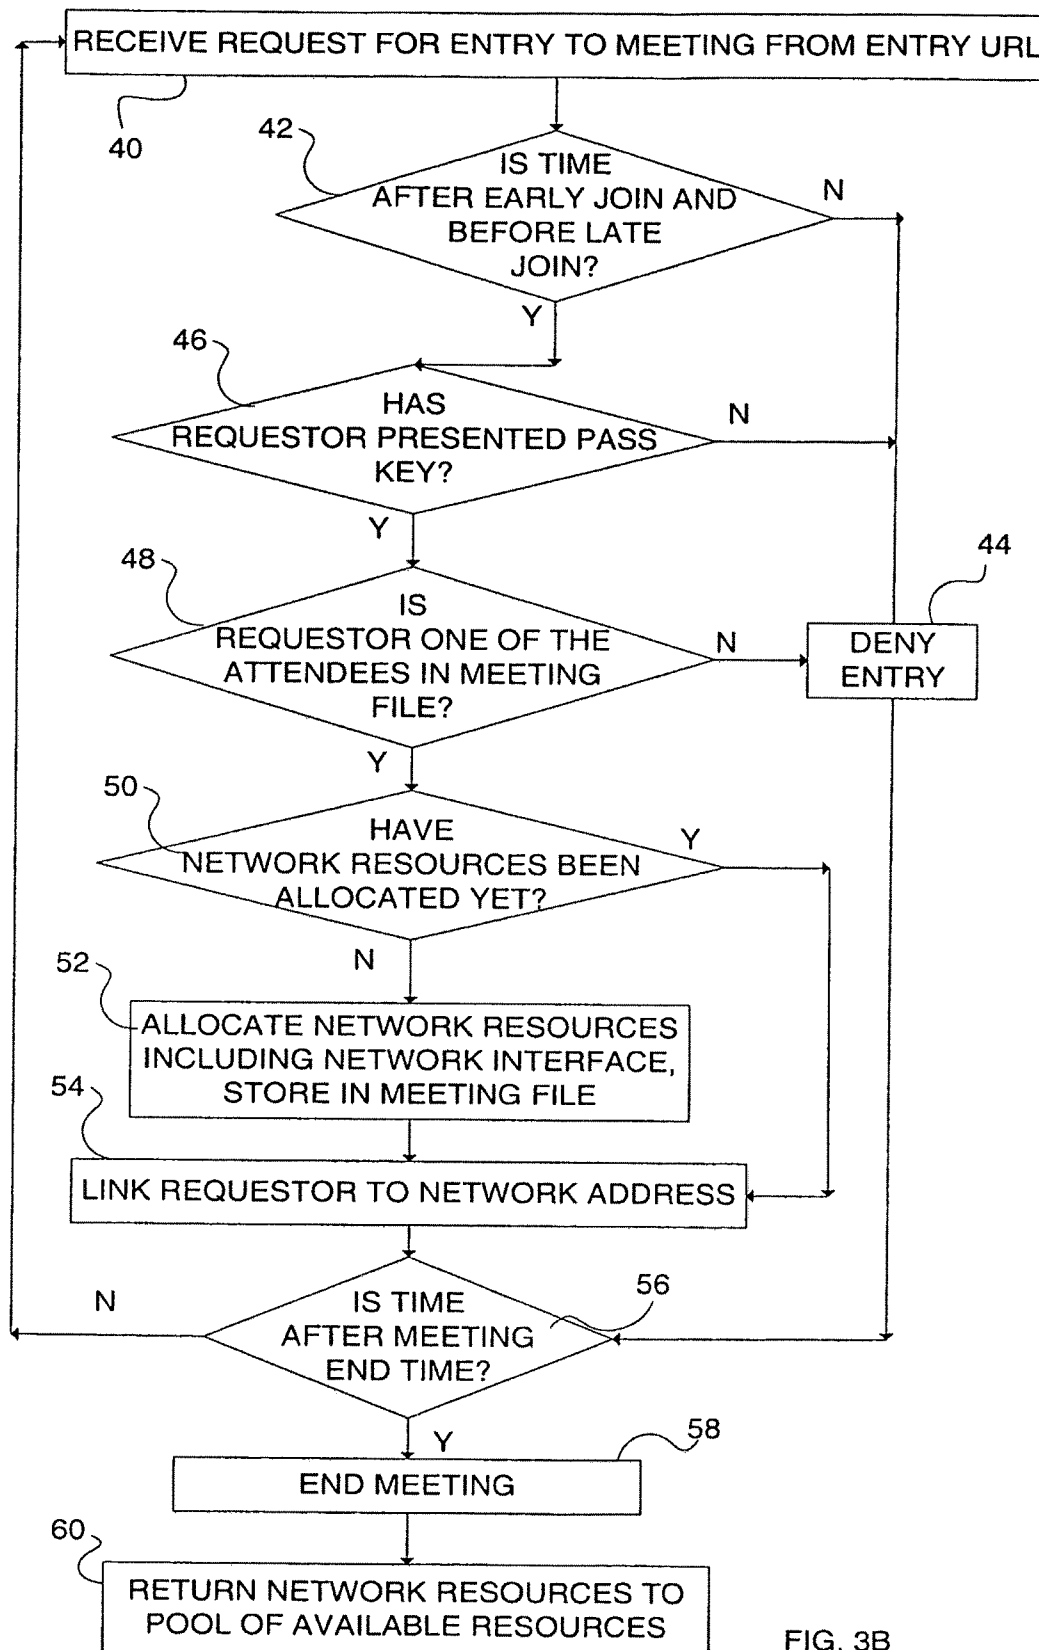 RECEIVE REQUEST FOR ENTRY TO MEETING FROM ENTRY URL
40
42
IS TIME
AFTER EARLY JOIN AND
BEFORE LATE
JOIN?
N
Y
46
HAS
REQUESTOR PRESENTED PASS
KEY?
N
Y
48
IS
REQUESTOR ONE OF THE
ATTENDEES IN MEETING
FILE?
N
44
DENY
ENTRY
Y
50
HAVE
NETWORK RESOURCES BEEN
ALLOCATED YET?
Y
N
52
ALLOCATE NETWORK RESOURCES
INCLUDING NETWORK INTERFACE,
STORE IN MEETING FILE
54
LINK REQUESTOR TO NETWORK ADDRESS
N
IS TIME
AFTER MEETING
END TIME?
56
Y
58
END MEETING
60
RETURN NETWORK RESOURCES TO
POOL OF AVAILABLE RESOURCES
FIG. 3B